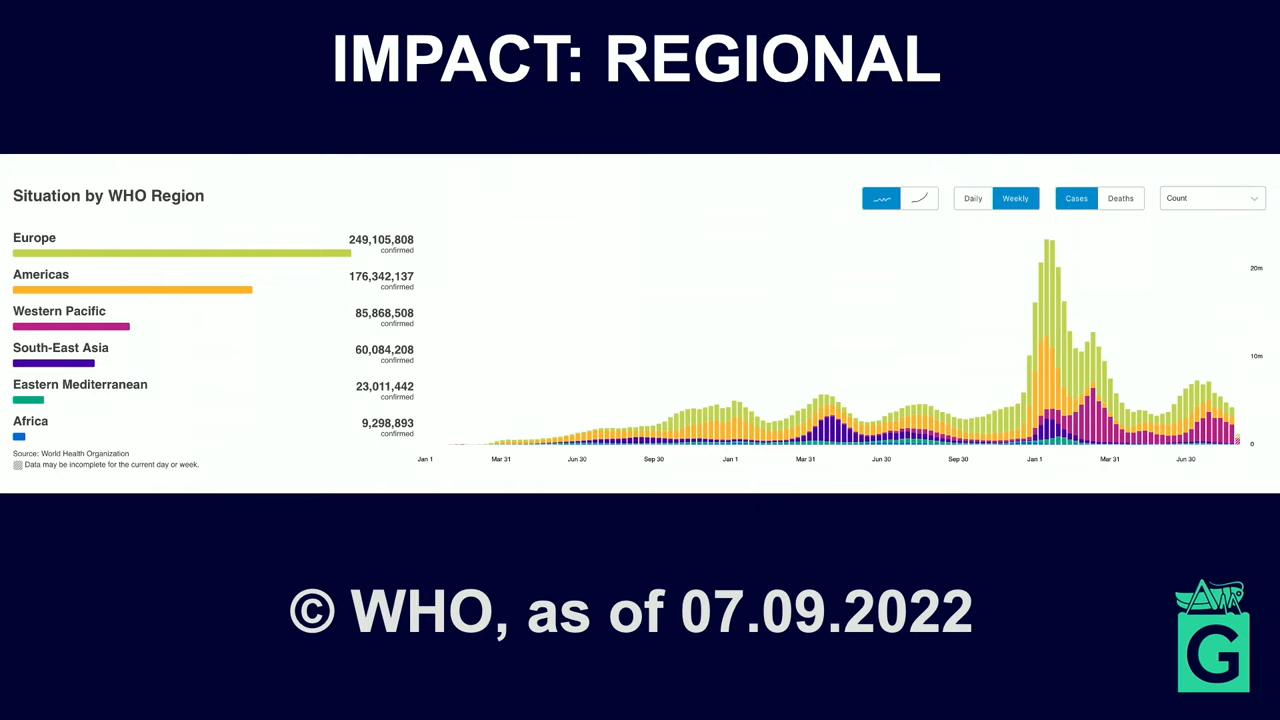 IMPACT: REGIONAL
Situation by WHO Region
Daily
Weekly
Cases
Deaths
Count
Europe
249,105,808
confirmed
Americas
176,342,137
confirmed
Western Pacific
85,868,508
confirmed
South-East Asia
60,084,208
confirmed
Eastern Mediterranean
23,011,442
confirmed
Africa
9,298,893
confirmed
Source: World Health Organization
Data may be incomplete for the current day or week.
20m
10m
0
Jan 1
Mar 31
Jun 30
Sep 30
Jan 1
Mar 31
Jun 30
Sep 30
Jan 1
Mar 31
Jun 30
© WHO, as of 07.09.2022
G